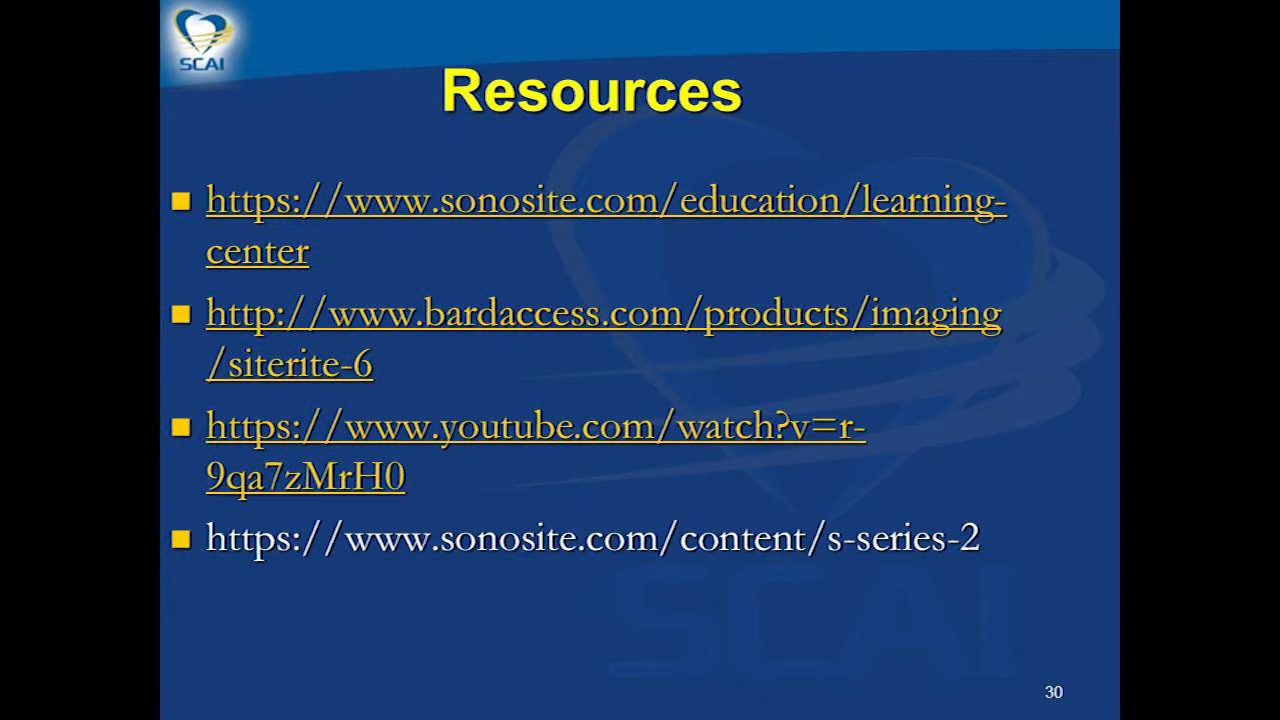 SCAI
Resources
https://www.sonosite.com/education/learning-
center
http://www.bardaccess.com/products/imaging
/siterite-6
https://www.youtube.com/watch?v=r-
9qa7zMrH0
https://www.sonosite.com/content/s-series-2
SCAI
30